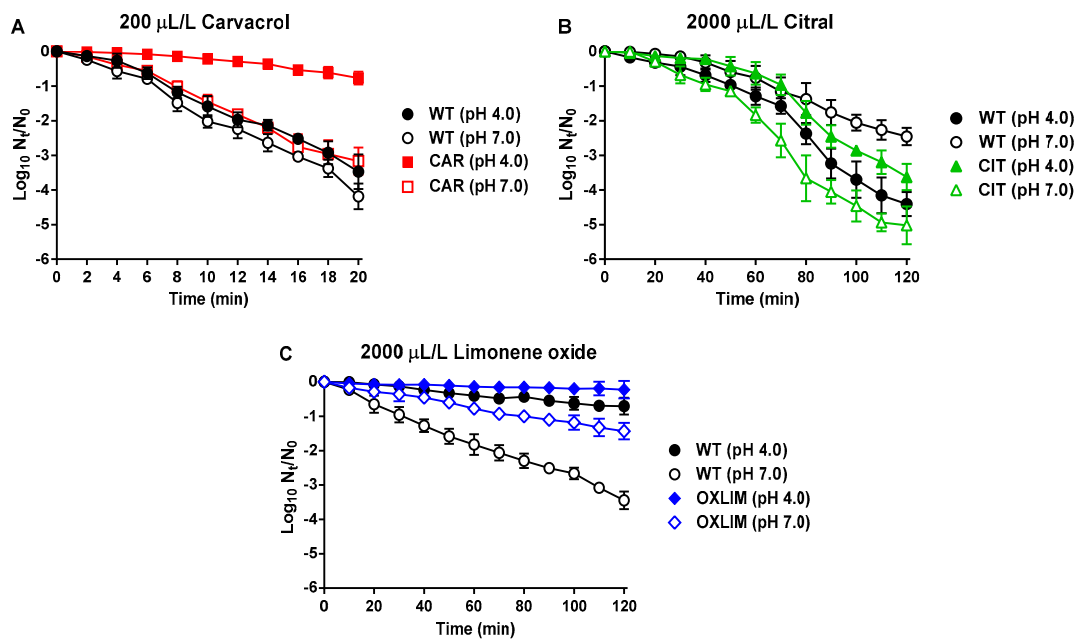 A
200 μL/L Carvacrol
0
-1
-2
-3
-4
-5
-6
Log10 Nt/N0
0 2 4 6 8 10 12 14 16 18 20
Time (min)
WT (pH 4.0)
WT (pH 7.0)
CAR (pH 4.0)
CAR (pH 7.0)
B
2000 μL/L Citral
0
-1
-2
-3
-4
-5
-6
Log10 Nt/N0
0 20 40 60 80 100 120
Time (min)
WT (pH 4.0)
WT (pH 7.0)
CIT (pH 4.0)
CIT (pH 7.0)
C
2000 μL/L Limonene oxide
0
-1
-2
-3
-4
-5
-6
Log10 Nt/N0
0 20 40 60 80 100 120
Time (min)
WT (pH 4.0)
WT (pH 7.0)
OXLIM (pH 4.0)
OXLIM (pH 7.0)